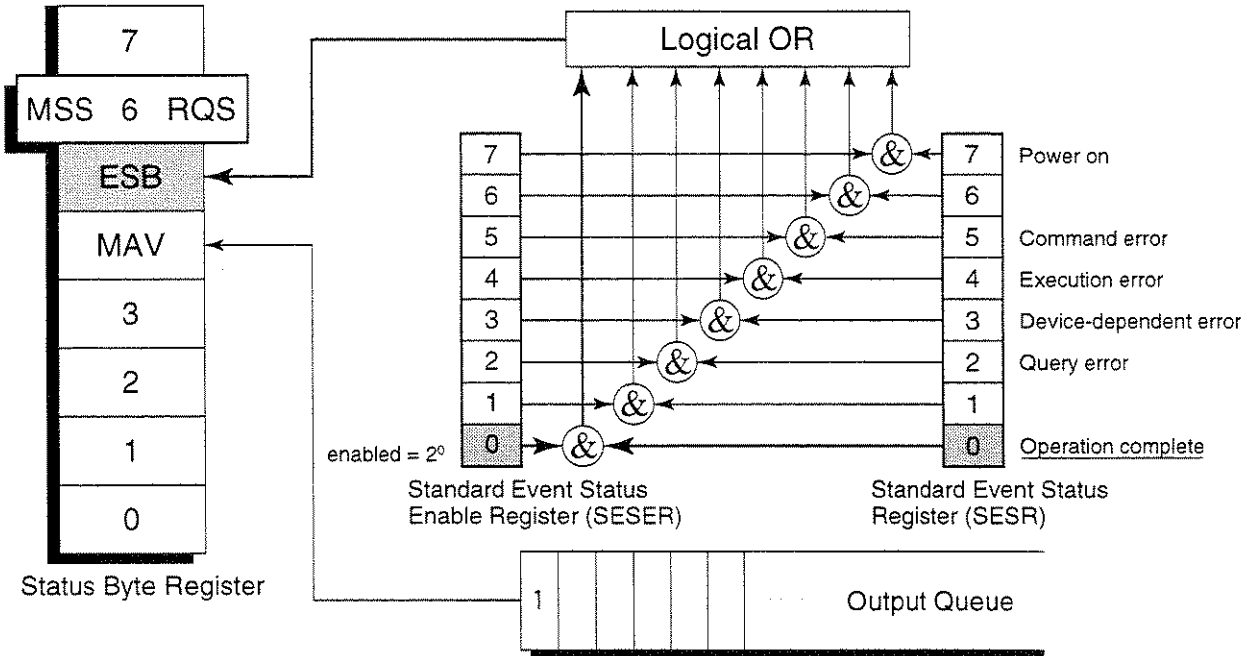 7
MSS 6 RQS
ESB
MAV
3
2
1
0
Status Byte Register
Logical OR
7 & 7 Power on
6 & 6
5 & 5 Command error
4 & 4 Execution error
3 & 3 Device-dependent error
2 & 2 Query error
1 & 1
enabled = 2⁰ 0 & 0 Operation complete
Standard Event Status
Enable Register (SESER)
Standard Event Status
Register (SESR)
1 Output Queue